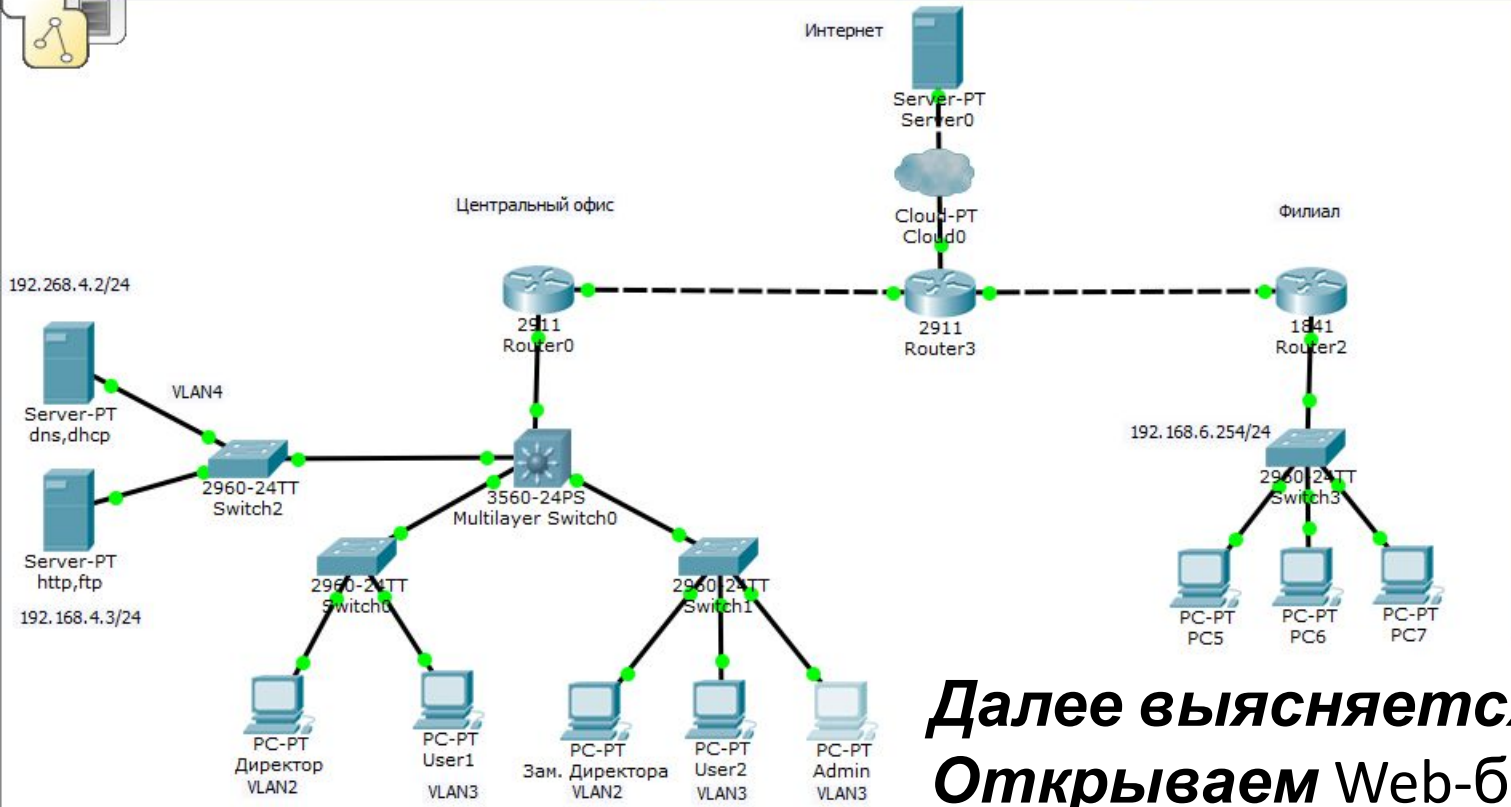 Интернет
Server-PT
Server0
Центральный офис
Cloud-PT
Cloud0
Филиал
192.268.4.2/24
2911
Router0
2911
Router3
1841
Router2
VLAN4
Server-PT
dns,dhcp
192.168.6.254/24
2960-24TT
Switch2
3560-24PS
Multilayer Switch0
2960-24TT
Switch3
Server-PT
http,ftp
192.168.4.3/24
2960-24TT
Switch0
2960-24TT
Switch1
PC-PT
PC5
PC-PT
PC6
PC-PT
PC7
PC-PT
Директор
VLAN2
PC-PT
User1
VLAN3
PC-PT
Зам. Директора
VLAN2
PC-PT
User2
VLAN3
PC-PT
Admin
VLAN3
Далее выясняетс
Открываем Web-б